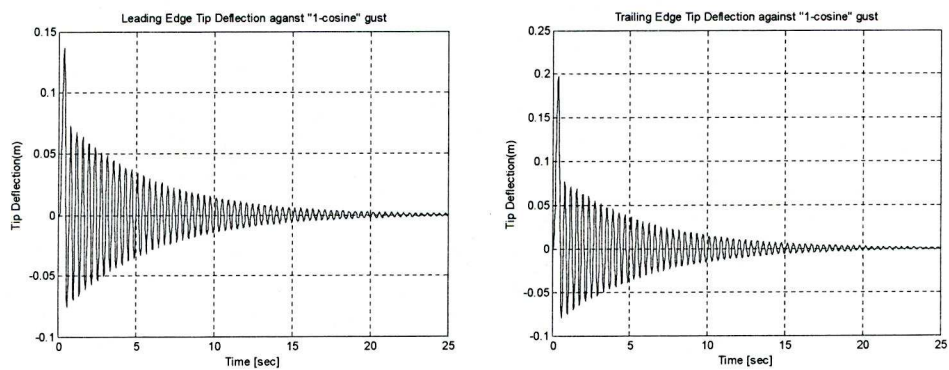 Leading Edge Tip Deflection aganst "1-cosine" gust
0.15
0.1
0.05
0
-0.05
-0.1
Tip Deflection(m)
0 5 10 15 20 25
Time [sec]
Trailing Edge Tip Deflection against "1-cosine" gust
0.25
0.2
0.15
0.1
0.05
0
-0.05
-0.1
Tip Deflection(m)
0 5 10 15 20 25
Time [sec]